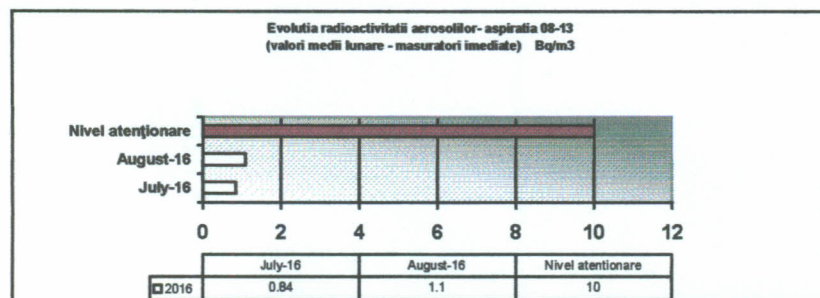 Evolutia radioactivitatii aerosolilor- aspiratia 08-13
(valori medii lunare - masuratori imediate) Bq/m3
Nivel atenţionare
August-16
July-16
0 2 4 6 8 10 12
July-16 August-16 Nivel atentionare
2016 0.84 1.1 10